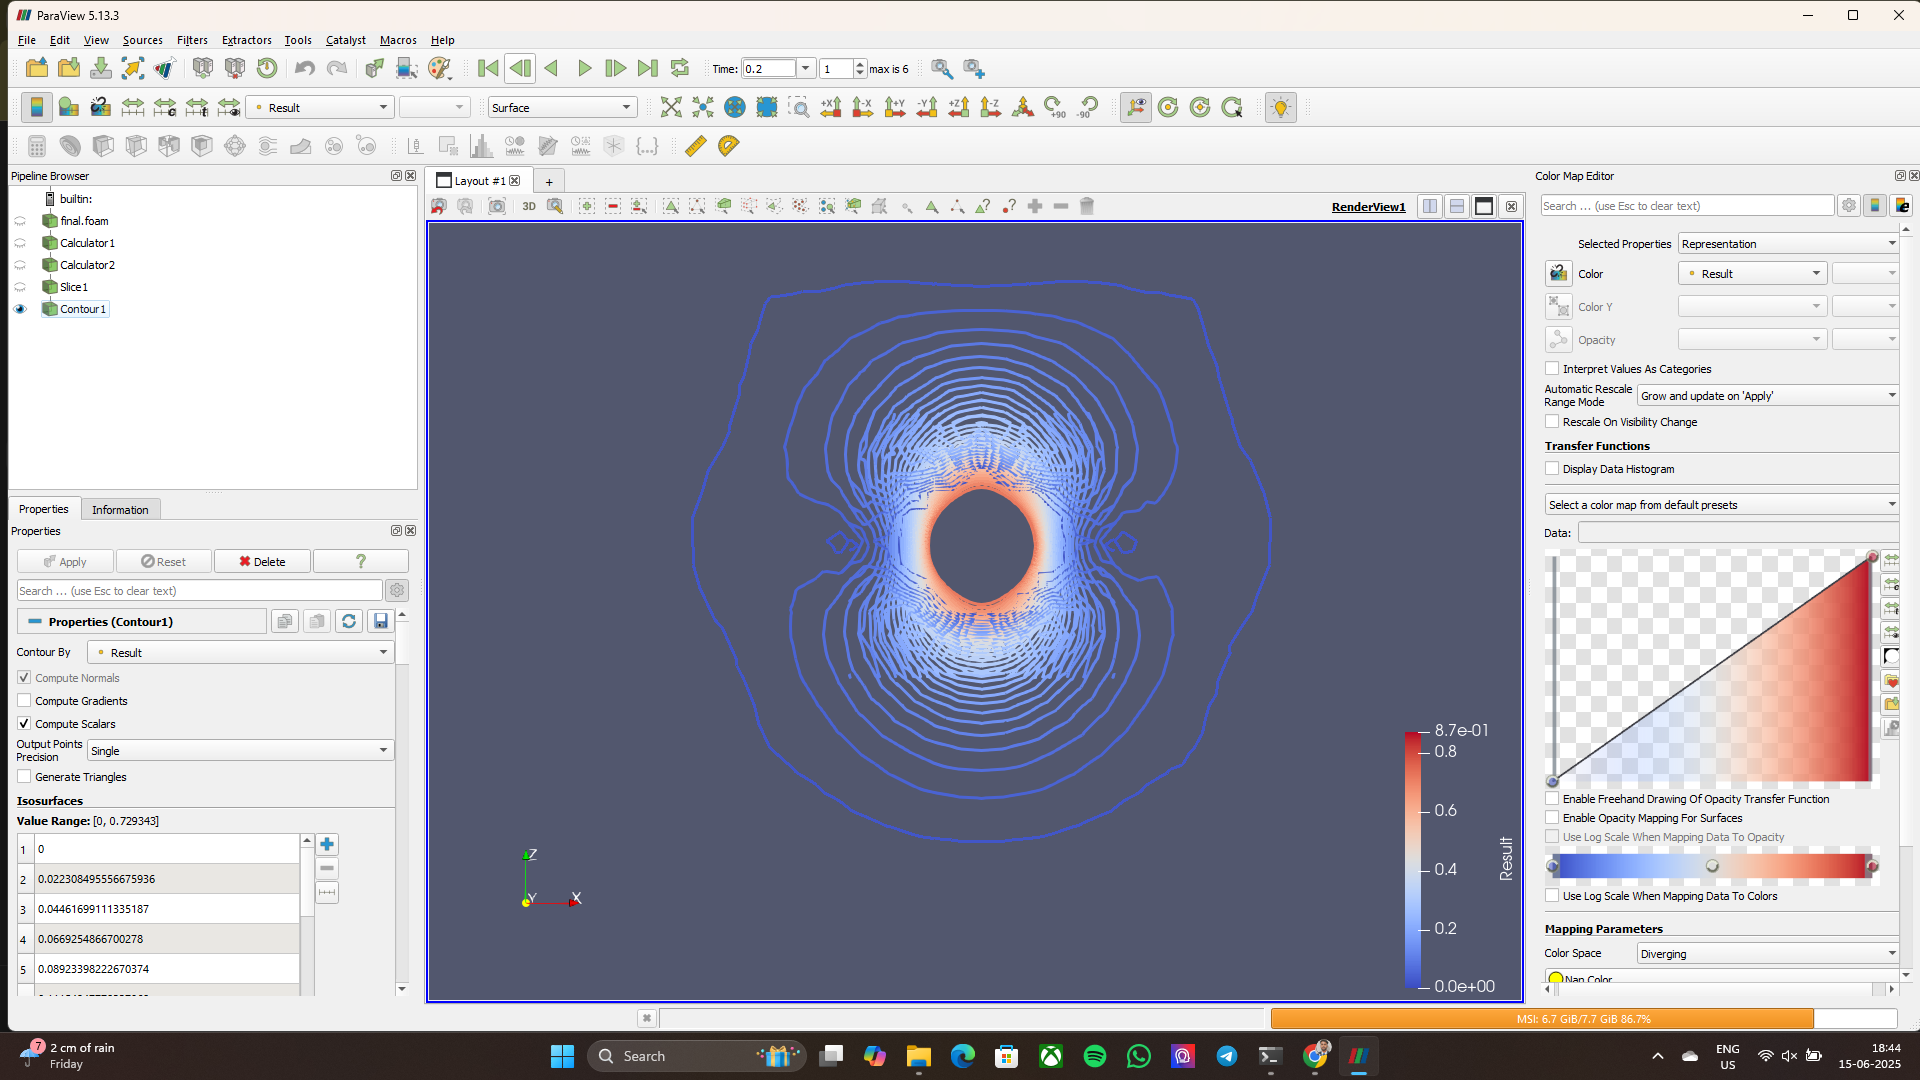 ParaView 5.13.3
File Edit View Sources Filters Extractors Tools Catalyst Macros Help
Time: 0.2 1 max is 6
Result Surface +X -X +Y -Y +Z -Z +90 -90
Pipeline Browser
builtin:
final.foam
Calculator1
Calculator2
Slice1
Contour1
Properties Information
Properties
Apply Reset Delete ?
Search ... (use Esc to clear text)
Properties (Contour1)
Contour By Result
Compute Normals
Compute Gradients
Compute Scalars
Output Points Precision Single
Generate Triangles
Isosurfaces
Value Range: [0, 0.729343]
1 0
2 0.022308495556675936
3 0.04461699111335187
4 0.0669254866700278
5 0.08923398222670374
Layout #1 +
3D RenderView1
8.7e-01
0.8
0.6
0.4
0.2
0.0e+00
Result
Z
Y X
Color Map Editor
Search ... (use Esc to clear text)
Selected Properties Representation
Color Result
Color Y
Opacity
Interpret Values As Categories
Automatic Rescale Range Mode Grow and update on 'Apply'
Rescale On Visibility Change
Transfer Functions
Display Data Histogram
Select a color map from default presets
Data:
Enable Freehand Drawing Of Opacity Transfer Function
Enable Opacity Mapping For Surfaces
Use Log Scale When Mapping Data To Opacity
Use Log Scale When Mapping Data To Colors
Mapping Parameters
Color Space Diverging
Nan Color
MSI: 6.7 GiB/7.7 GiB 86.7%
7
2 cm of rain
Friday
Search
ENG
US
18:44
15-06-2025